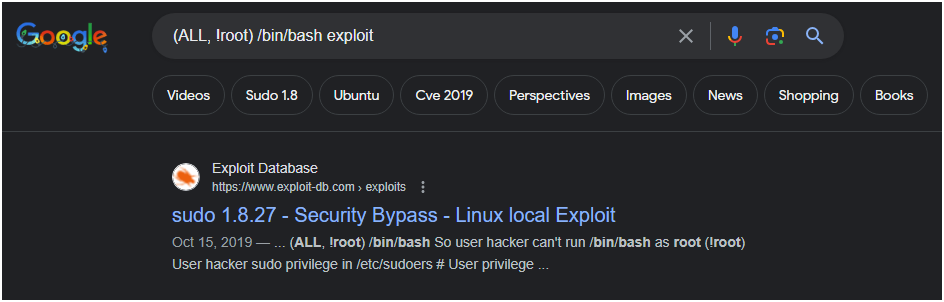 Google
(ALL, !root) /bin/bash exploit
Videos
Sudo 1.8
Ubuntu
Cve 2019
Perspectives
Images
News
Shopping
Books
Exploit Database
https://www.exploit-db.com › exploits
sudo 1.8.27 - Security Bypass - Linux local Exploit
Oct 15, 2019 — ... (ALL, !root) /bin/bash So user hacker can't run /bin/bash as root (!root)
User hacker sudo privilege in /etc/sudoers # User privilege ...